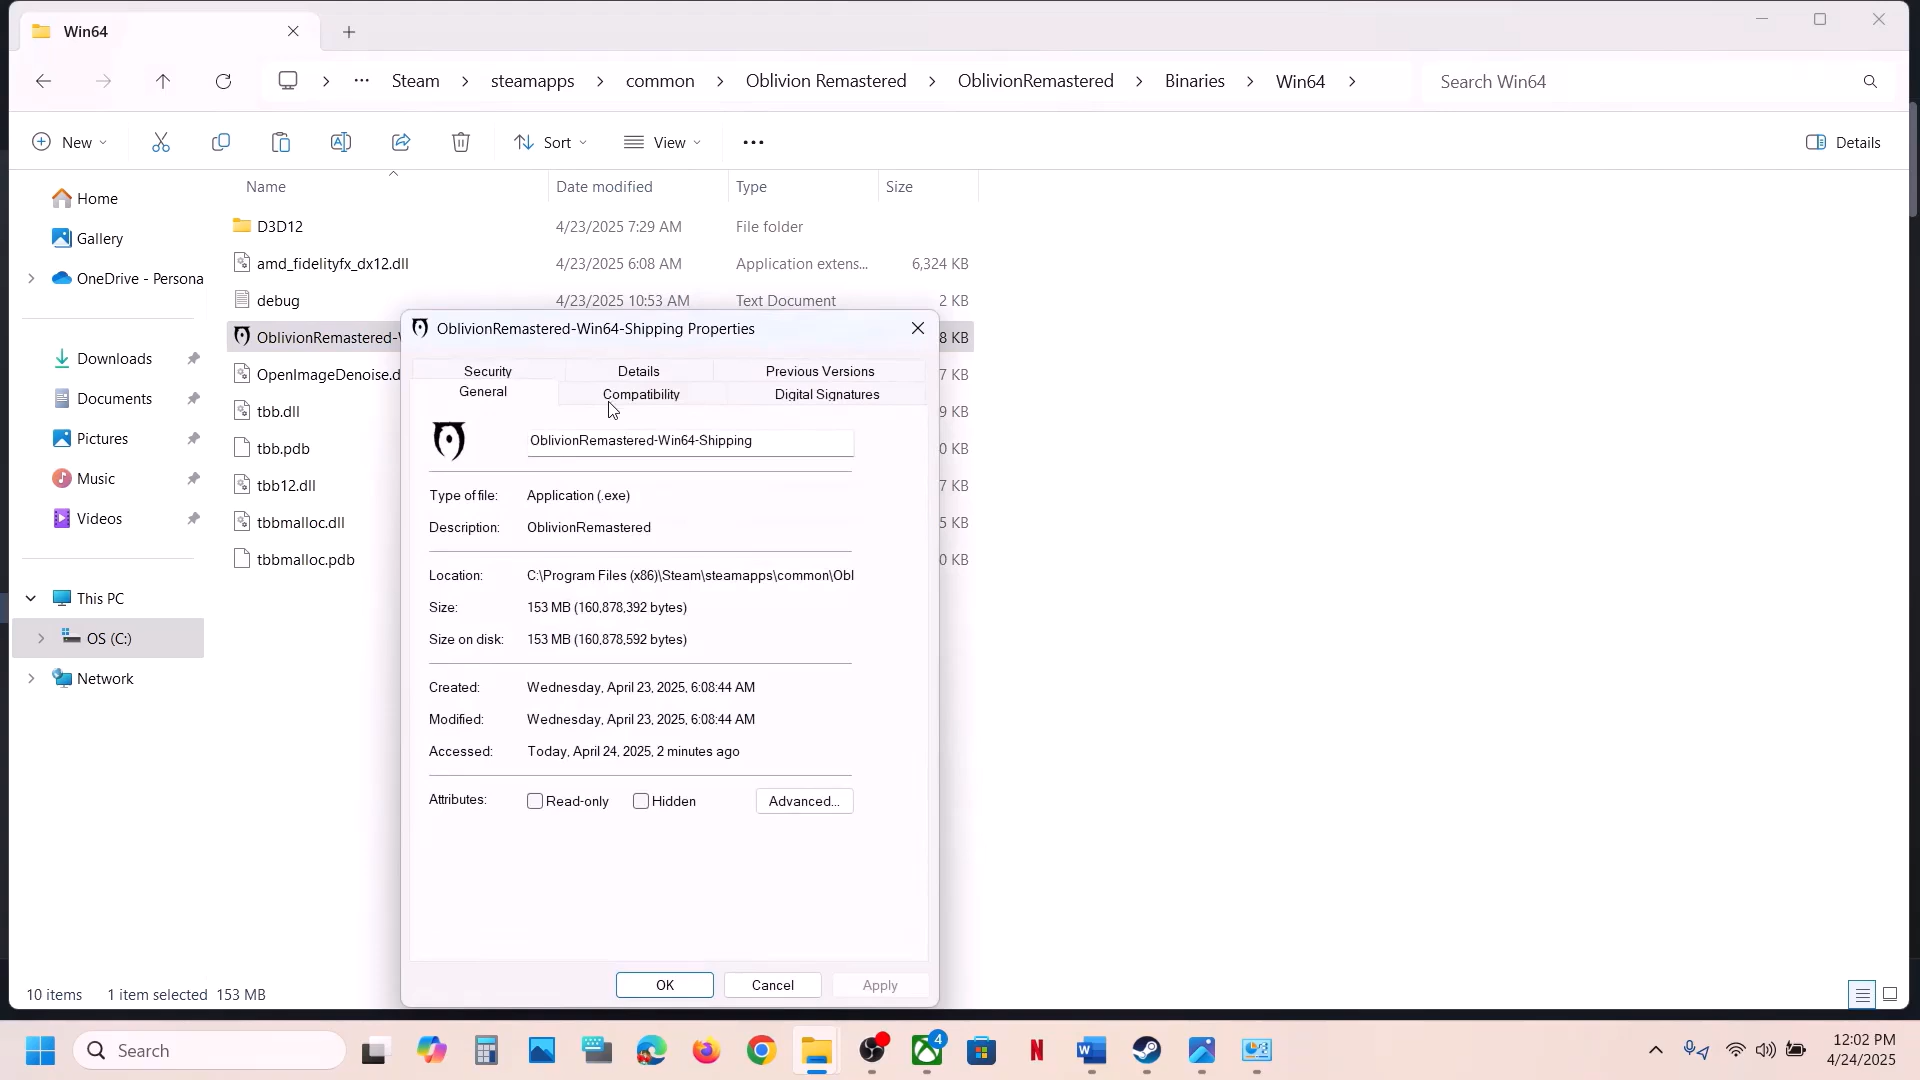 Win64
Steam
steamapps
common
Oblivion Remastered
OblivionRemastered
Binaries
Win64
Search Win64
New
Sort
View
Details
Name
Date modified
Type
Size
Home
Gallery
OneDrive - Persona
Downloads
Documents
Pictures
Music
Videos
This PC
OS (C:)
Network
D3D12
4/23/2025 7:29 AM
File folder
amd_fidelityfx_dx12.dll
4/23/2025 6:08 AM
Application extens...
6,324 KB
debug
4/23/2025 10:53 AM
Text Document
2 KB
OblivionRemastered-
8 KB
OpenImageDenoise.d
7 KB
tbb.dll
9 KB
tbb.pdb
0 KB
tbb12.dll
7 KB
tbbmalloc.dll
5 KB
tbbmalloc.pdb
0 KB
OblivionRemastered-Win64-Shipping Properties
Security
Details
Previous Versions
General
Compatibility
Digital Signatures
OblivionRemastered-Win64-Shipping
Type of file:
Application (.exe)
Description:
OblivionRemastered
Location:
C:\Program Files (x86)\Steam\steamapps\common\Obl
Size:
153 MB (160,878,392 bytes)
Size on disk:
153 MB (160,878,592 bytes)
Created:
Wednesday, April 23, 2025, 6:08:44 AM
Modified:
Wednesday, April 23, 2025, 6:08:44 AM
Accessed:
Today, April 24, 2025, 2 minutes ago
Attributes:
Read-only
Hidden
Advanced...
OK
Cancel
Apply
10 items
1 item selected 153 MB
Search
4
12:02 PM
4/24/2025